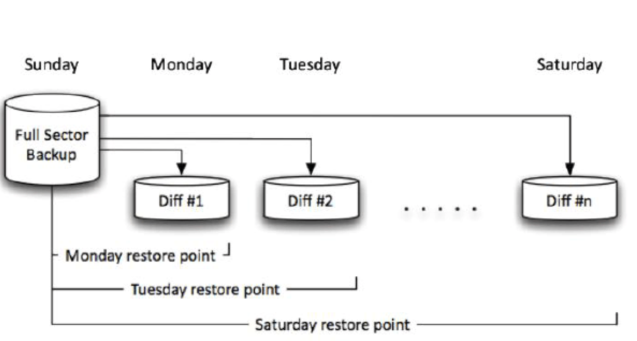 Sunday
Monday
Tuesday
Saturday
Full Sector
Backup
Diff #1
Diff #2
Diff #n
Monday restore point
Tuesday restore point
Saturday restore point